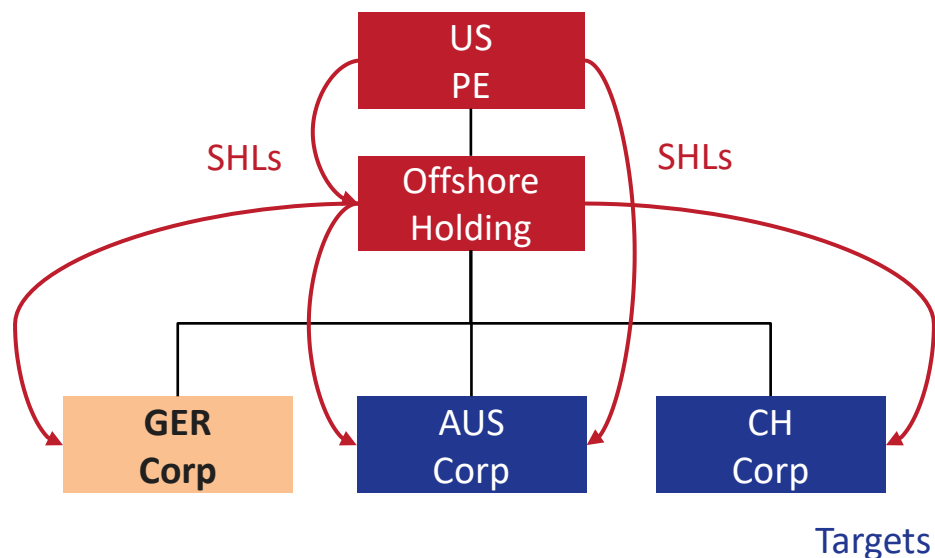 US
PE
SHLs
SHLs
Offshore
Holding
GER
Corp
AUS
Corp
CH
Corp
Targets